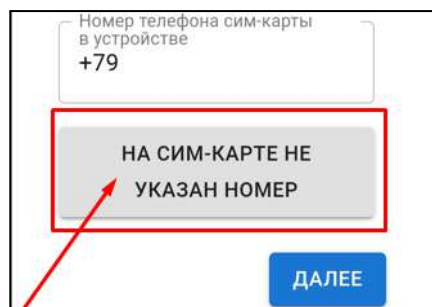 Номер телефона сим-карты
в устройстве
+79
НА СИМ-КАРТЕ НЕ
УКАЗАН НОМЕР
ДАЛЕЕ